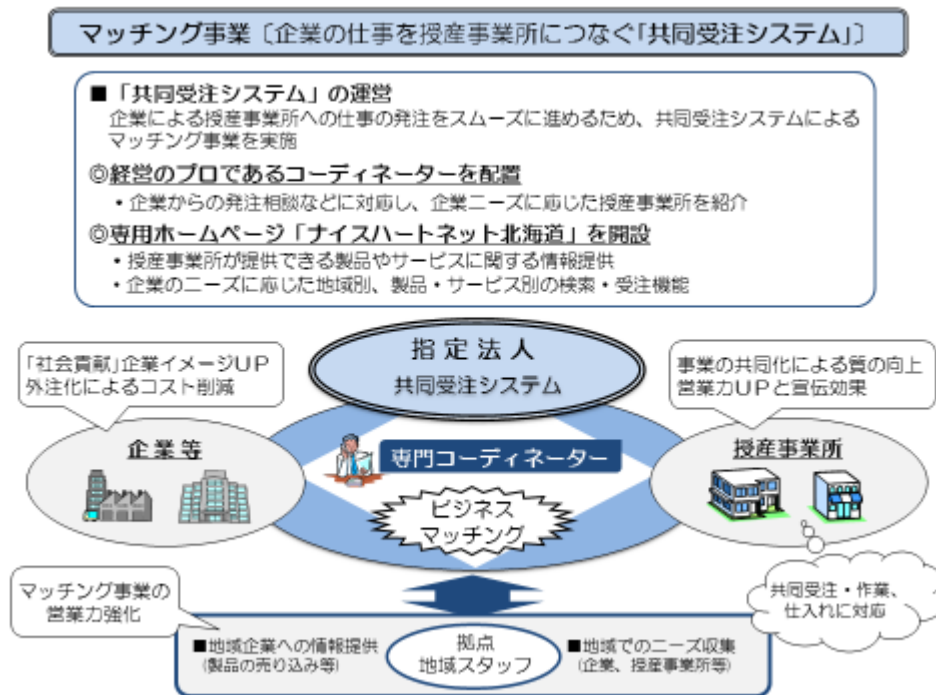 マッチング事業〔企業の仕事を授産事業所につなぐ「共同受注システム」〕
■「共同受注システム」の運営
企業による授産事業所への仕事の発注をスムーズに進めるため、共同受注システムによる
マッチング事業を実施
◎経営のプロであるコーディネーターを配置
・企業からの発注相談などに対応し、企業ニーズに応じた授産事業所を紹介
◎専用ホームページ「ナイスハートネット北海道」を開設
・授産事業所が提供できる製品やサービスに関する情報提供
・企業のニーズに応じた地域別、製品・サービス別の検索・受注機能
指定法人
共同受注システム
「社会貢献」企業イメージUP
外注化によるコスト削減
事業の共同化による質の向上
営業力UPと宣伝効果
企業等
専門コーディネーター
授産事業所
ビジネス
マッチング
マッチング事業の
営業力強化
共同受注・作業、
仕入れに対応
■地域企業への情報提供
(製品の売り込み等)
拠点
地域スタッフ
■地域でのニーズ収集
(企業、授産事業所等)